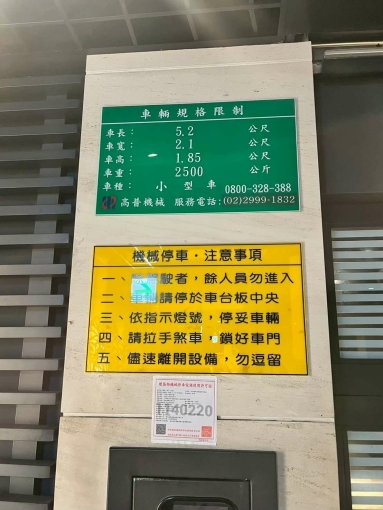 車輛規格限制
車長： 5.2 公尺
車寬： 2.1 公尺
車高： 1.85 公尺
車重： 2500 公斤
車種： 小型車 0800-328-388
高普機械 服務電話:(02)2999-1832
機械停車・注意事項
一、駕駛者，餘人員勿進入
二、車輛請停於車台板中央
三、依指示燈號，停妥車輛
四、請拉手煞車，鎖好車門
五、儘速離開設備，勿逗留
1140220